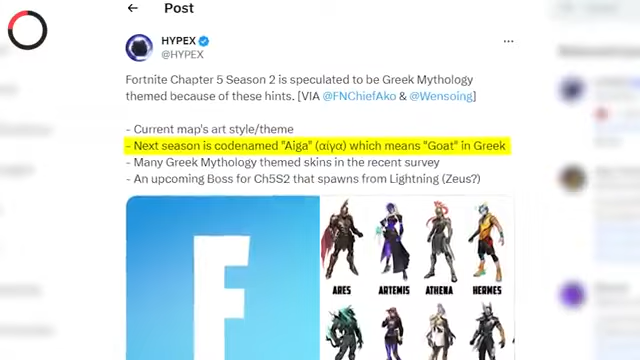 Post
HYPEX
@HYPEX
Fortnite Chapter 5 Season 2 is speculated to be Greek Mythology
themed because of these hints. [VIA @FNChiefAko & @Wensoing]
- Current map's art style/theme
- Next season is codenamed "Aiga" (αίγα) which means "Goat" in Greek
- Many Greek Mythology themed skins in the recent survey
- An upcoming Boss for Ch5S2 that spawns from Lightning (Zeus?)
F
ARES ARTEMIS ATHENA HERMES